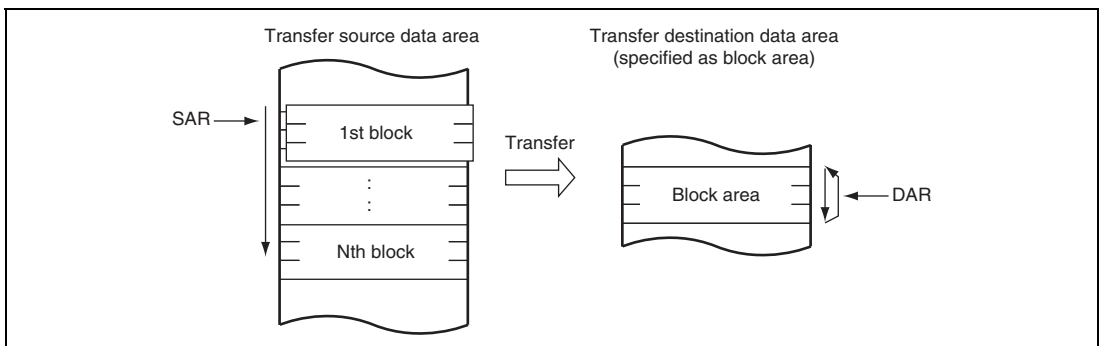 Transfer source data area
Transfer destination data area
(specified as block area)
SAR
1st block
Transfer
Block area
DAR
Nth block